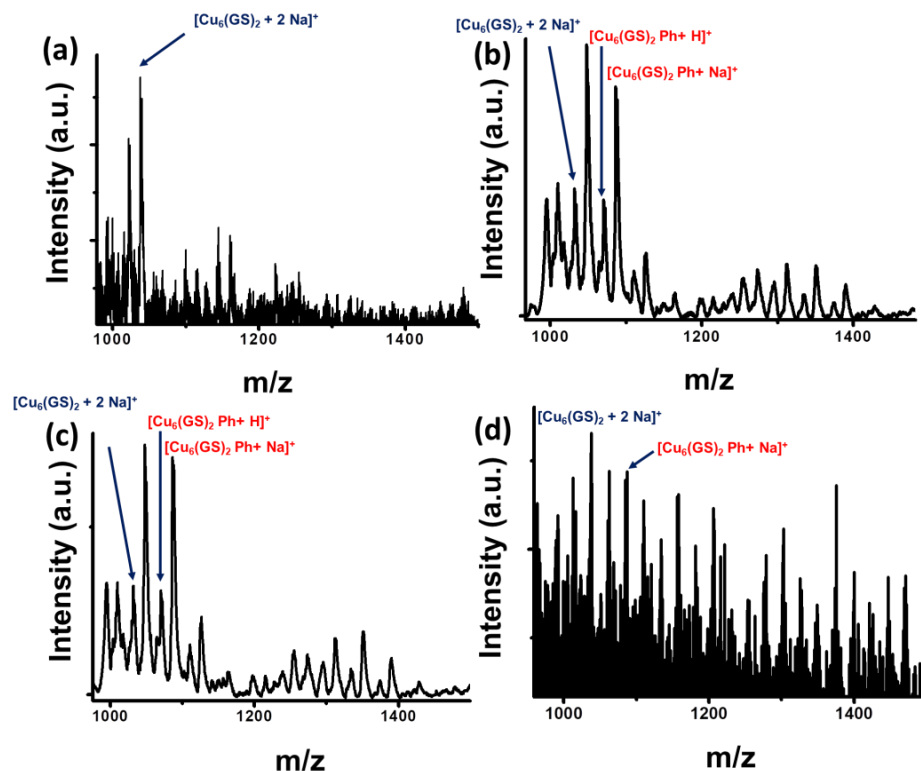 (a)
[Cu₆(GS)₂ + 2 Na]⁺
Intensity (a.u.)
1000 1200 1400
m/z
(b)
[Cu₆(GS)₂ + 2 Na]⁺
[Cu₆(GS)₂ Ph+ H]⁺
[Cu₆(GS)₂ Ph+ Na]⁺
Intensity (a.u.)
1000 1200 1400
m/z
(c)
[Cu₆(GS)₂ + 2 Na]⁺
[Cu₆(GS)₂ Ph+ H]⁺
[Cu₆(GS)₂ Ph+ Na]⁺
Intensity (a.u.)
1000 1200 1400
m/z
(d)
[Cu₆(GS)₂ + 2 Na]⁺
[Cu₆(GS)₂ Ph+ Na]⁺
Intensity (a.u.)
1000 1200 1400
m/z